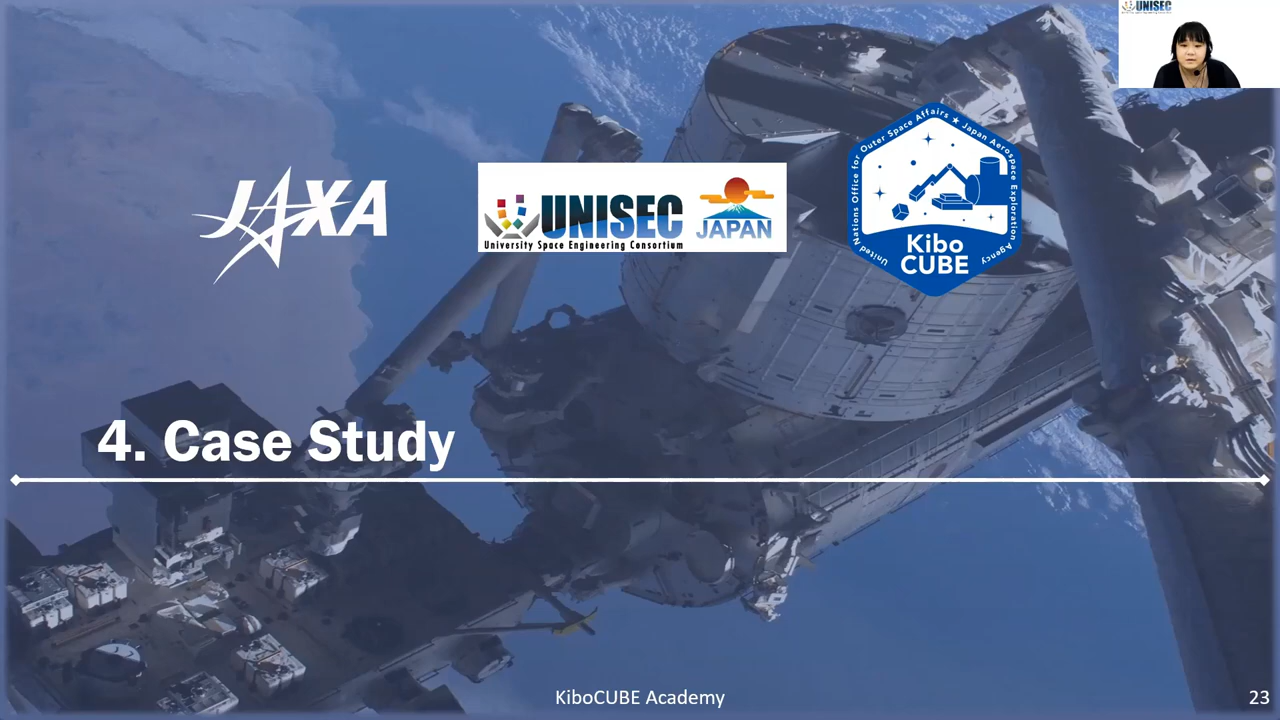 UNISEC
JAXA
UNISEC
University Space Engineering Consortium
JAPAN
United Nations Office for Outer Space Affairs ★ Japan Aerospace Exploration Agency
Kibo
CUBE
4. Case Study
KiboCUBE Academy
23